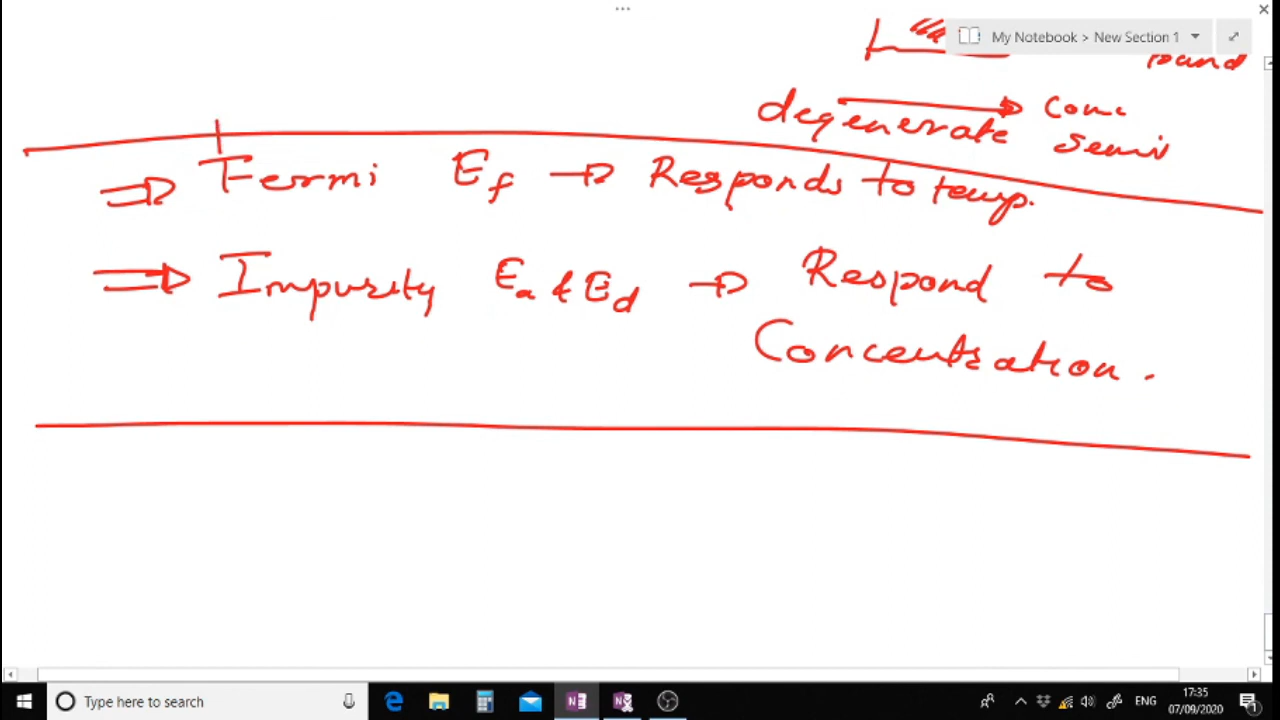 ...
My Notebook > New Section 1
band
degenerate
semi
Fermi Ef → Responds to temp.
Impurity Ea & Ed → Respond to
Concentration.
Type here to search
ENG
17:35
07/09/2020
1